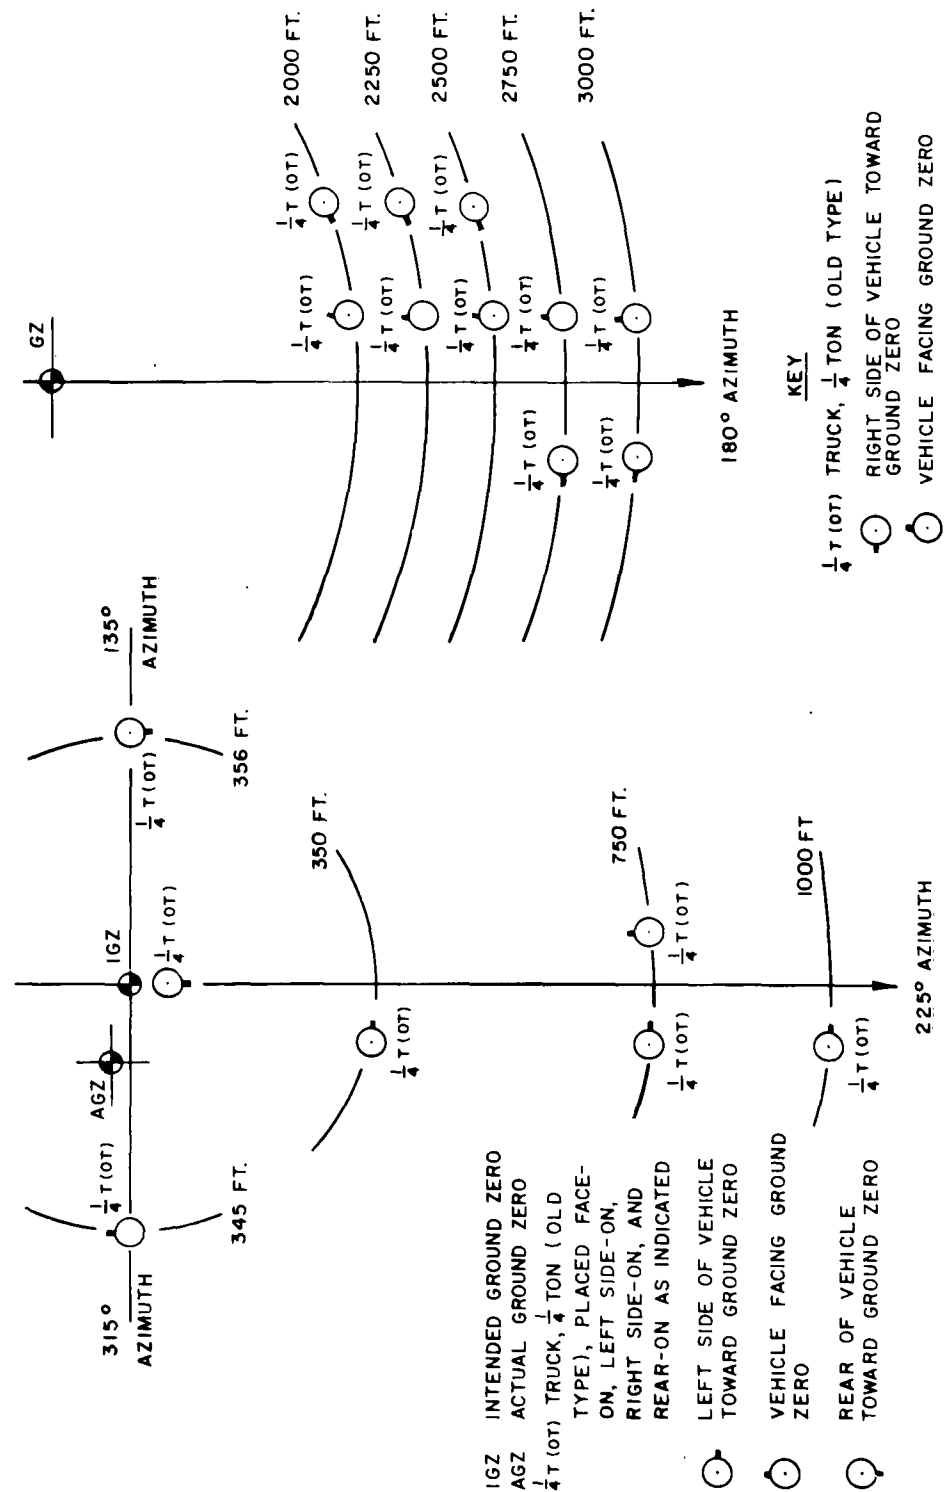 315°
AZIMUTH
1/4 T (OT)
345 FT.
AGZ
IGZ
1/4 T (OT)
1/4 T (OT)
356 FT.
135°
AZIMUTH
350 FT.
1/4 T (OT)
750 FT.
1/4 T (OT)
1/4 T (OT)
1000 FT
1/4 T (OT)
225° AZIMUTH
IGZ INTENDED GROUND ZERO
AGZ ACTUAL GROUND ZERO
1/4 T (OT) TRUCK, 1/4 TON (OLD
TYPE), PLACED FACE-
ON, LEFT SIDE-ON,
RIGHT SIDE-ON, AND
REAR-ON AS INDICATED
LEFT SIDE OF VEHICLE
TOWARD GROUND ZERO
VEHICLE FACING GROUND
ZERO
REAR OF VEHICLE
TOWARD GROUND ZERO
GZ
1/4 T (OT)
1/4 T (OT)
2000 FT.
1/4 T (OT)
1/4 T (OT)
2250 FT.
1/4 T (OT)
1/4 T (OT)
2500 FT.
1/4 T (OT)
1/4 T (OT)
2750 FT.
1/4 T (OT)
1/4 T (OT)
3000 FT.
180° AZIMUTH
KEY
1/4 T (OT) TRUCK, 1/4 TON (OLD TYPE)
RIGHT SIDE OF VEHICLE TOWARD
GROUND ZERO
VEHICLE FACING GROUND ZERO